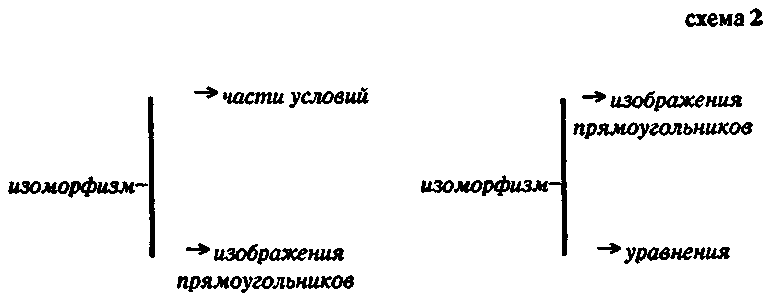 схема 2
→ части условий
изоморфизм
→ изображения
прямоугольников
→ изображения
прямоугольников
изоморфизм
→ уравнения